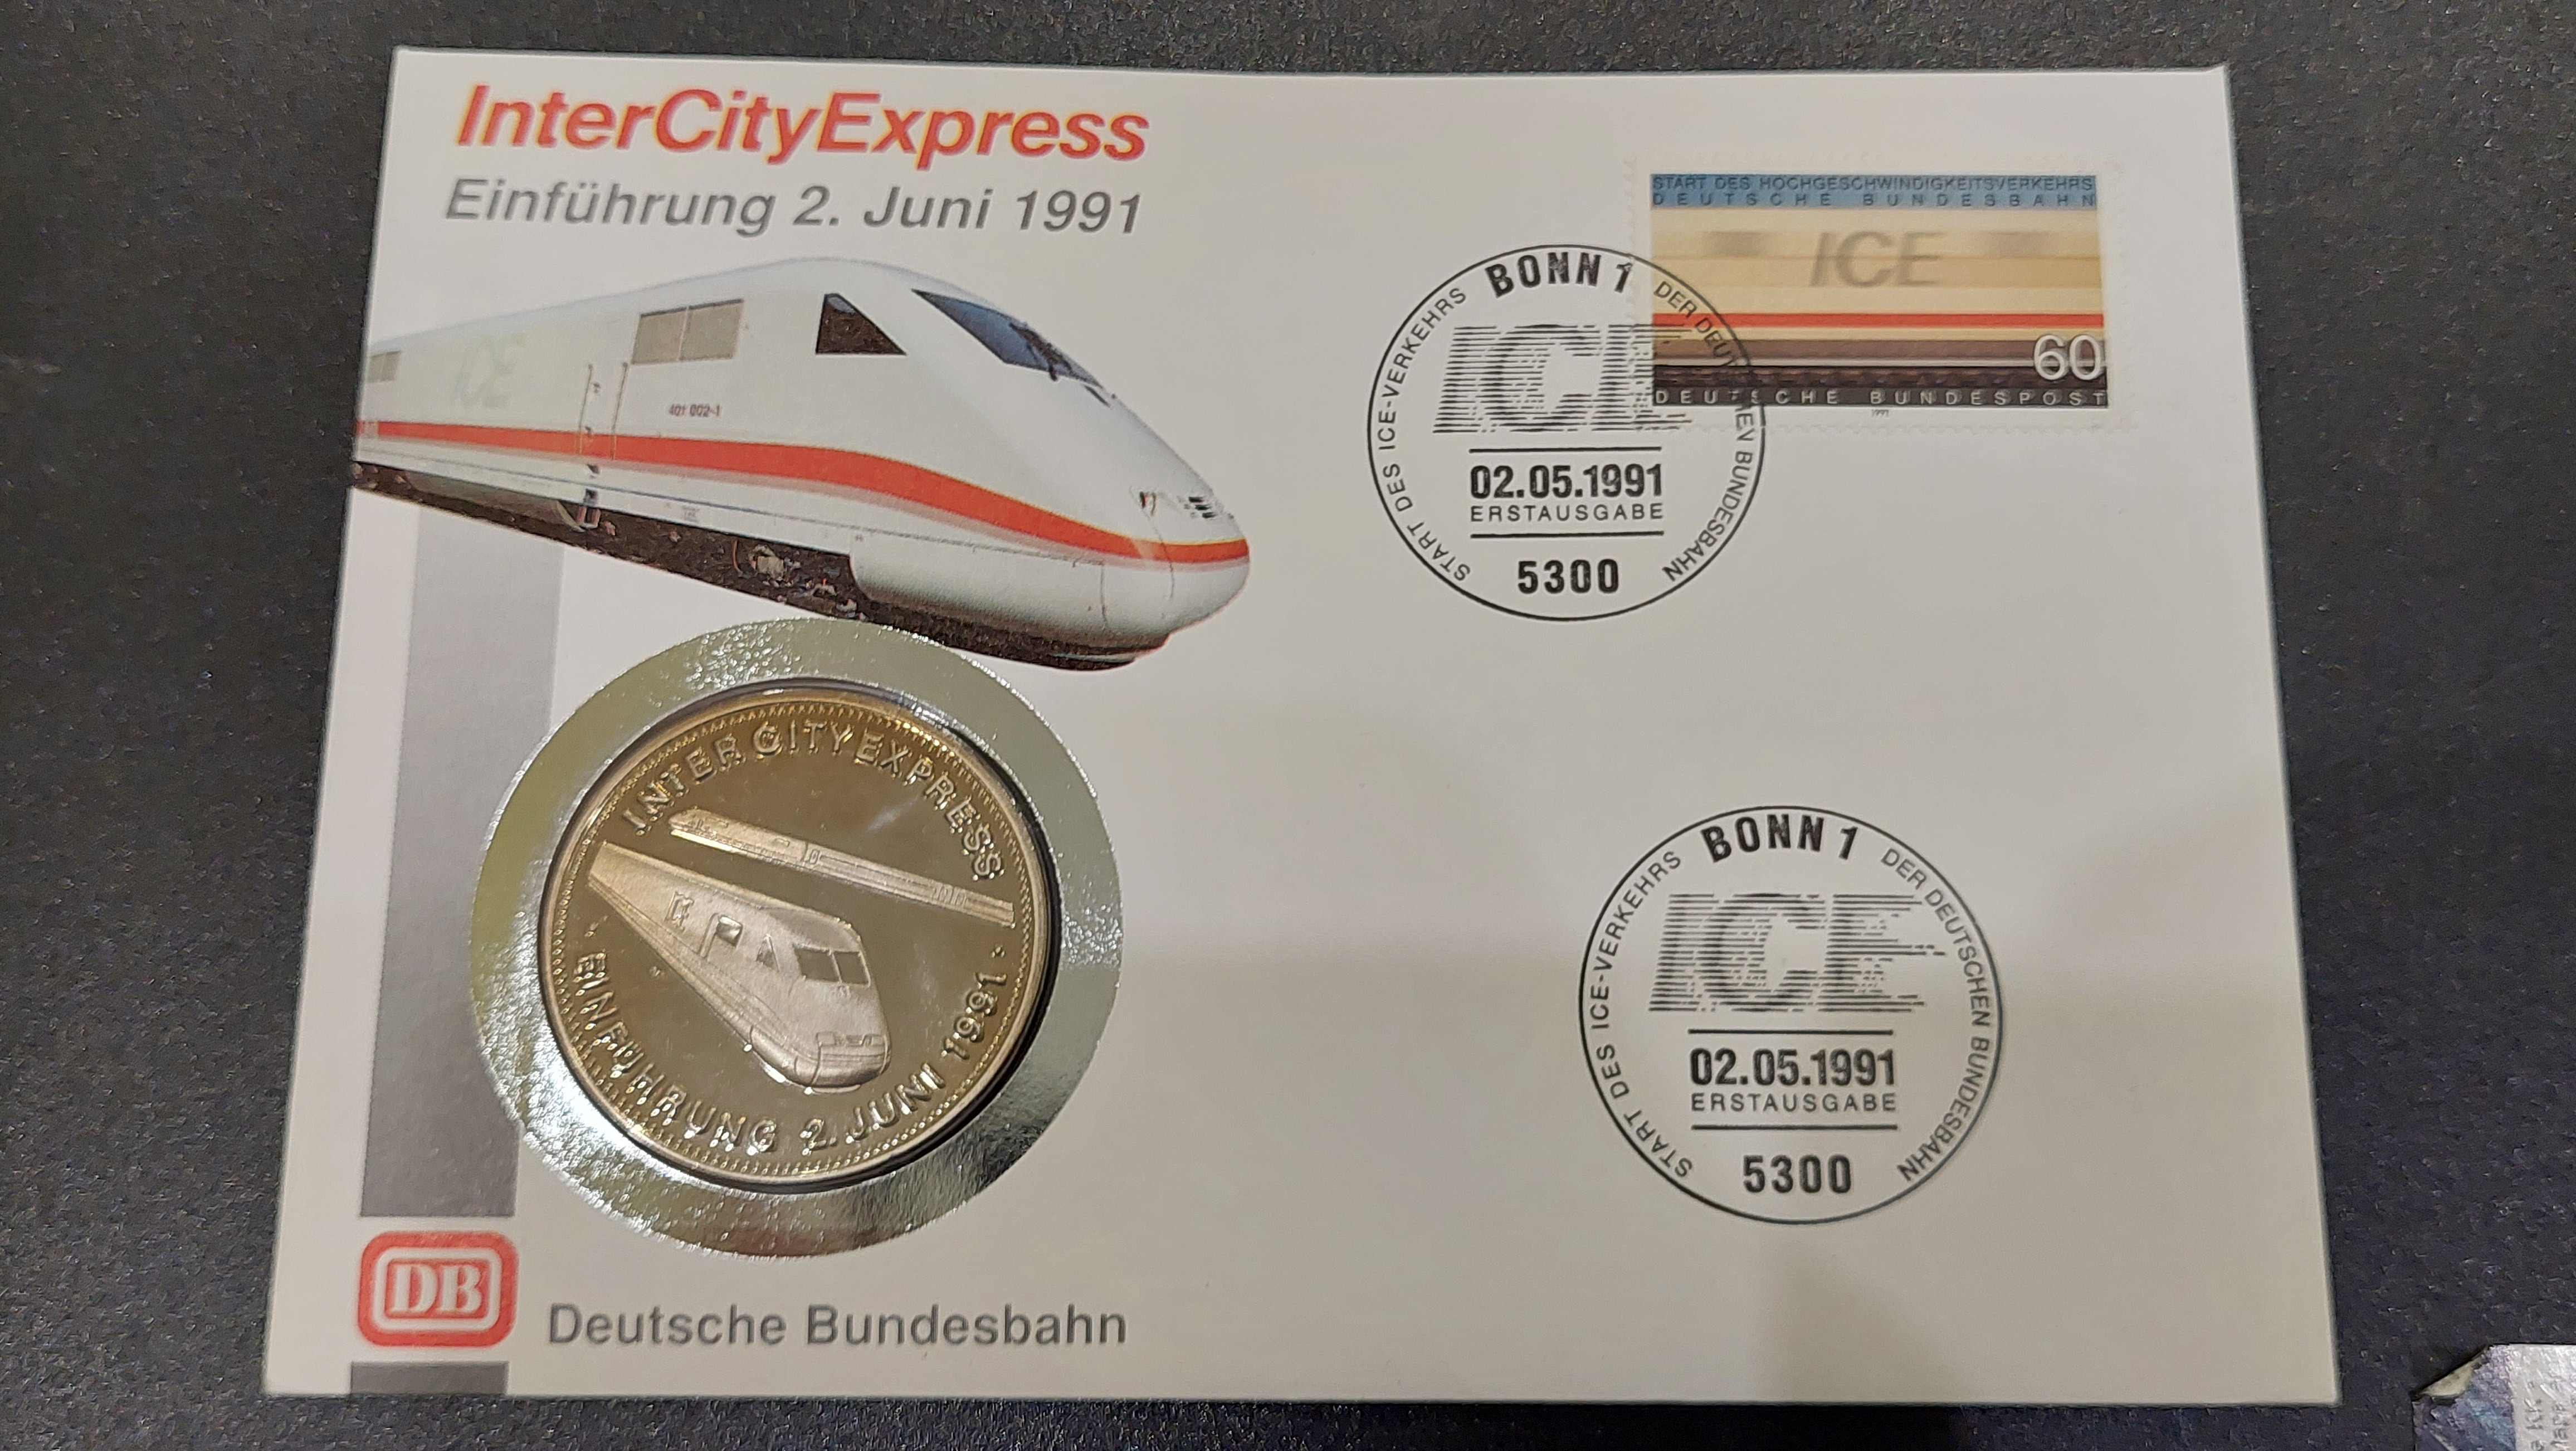 InterCityExpress
Einführung 2. Juni 1991
ICE
401 002-1
START DES HOCHGESCHWINDIGKEITSVERKEHRS
DEUTSCHE BUNDESBAHN
ICE
60
DEUTSCHE BUNDESPOST
1991
BONN 1
START DES ICE-VERKEHRS DER DEUTSCHEN BUNDESBAHN
ICE
02.05.1991
ERSTAUSGABE
5300
INTERCITYEXPRESS
EINFÜHRUNG 2. JUNI 1991
BONN 1
START DES ICE-VERKEHRS DER DEUTSCHEN BUNDESBAHN
ICE
02.05.1991
ERSTAUSGABE
5300
DB
Deutsche Bundesbahn